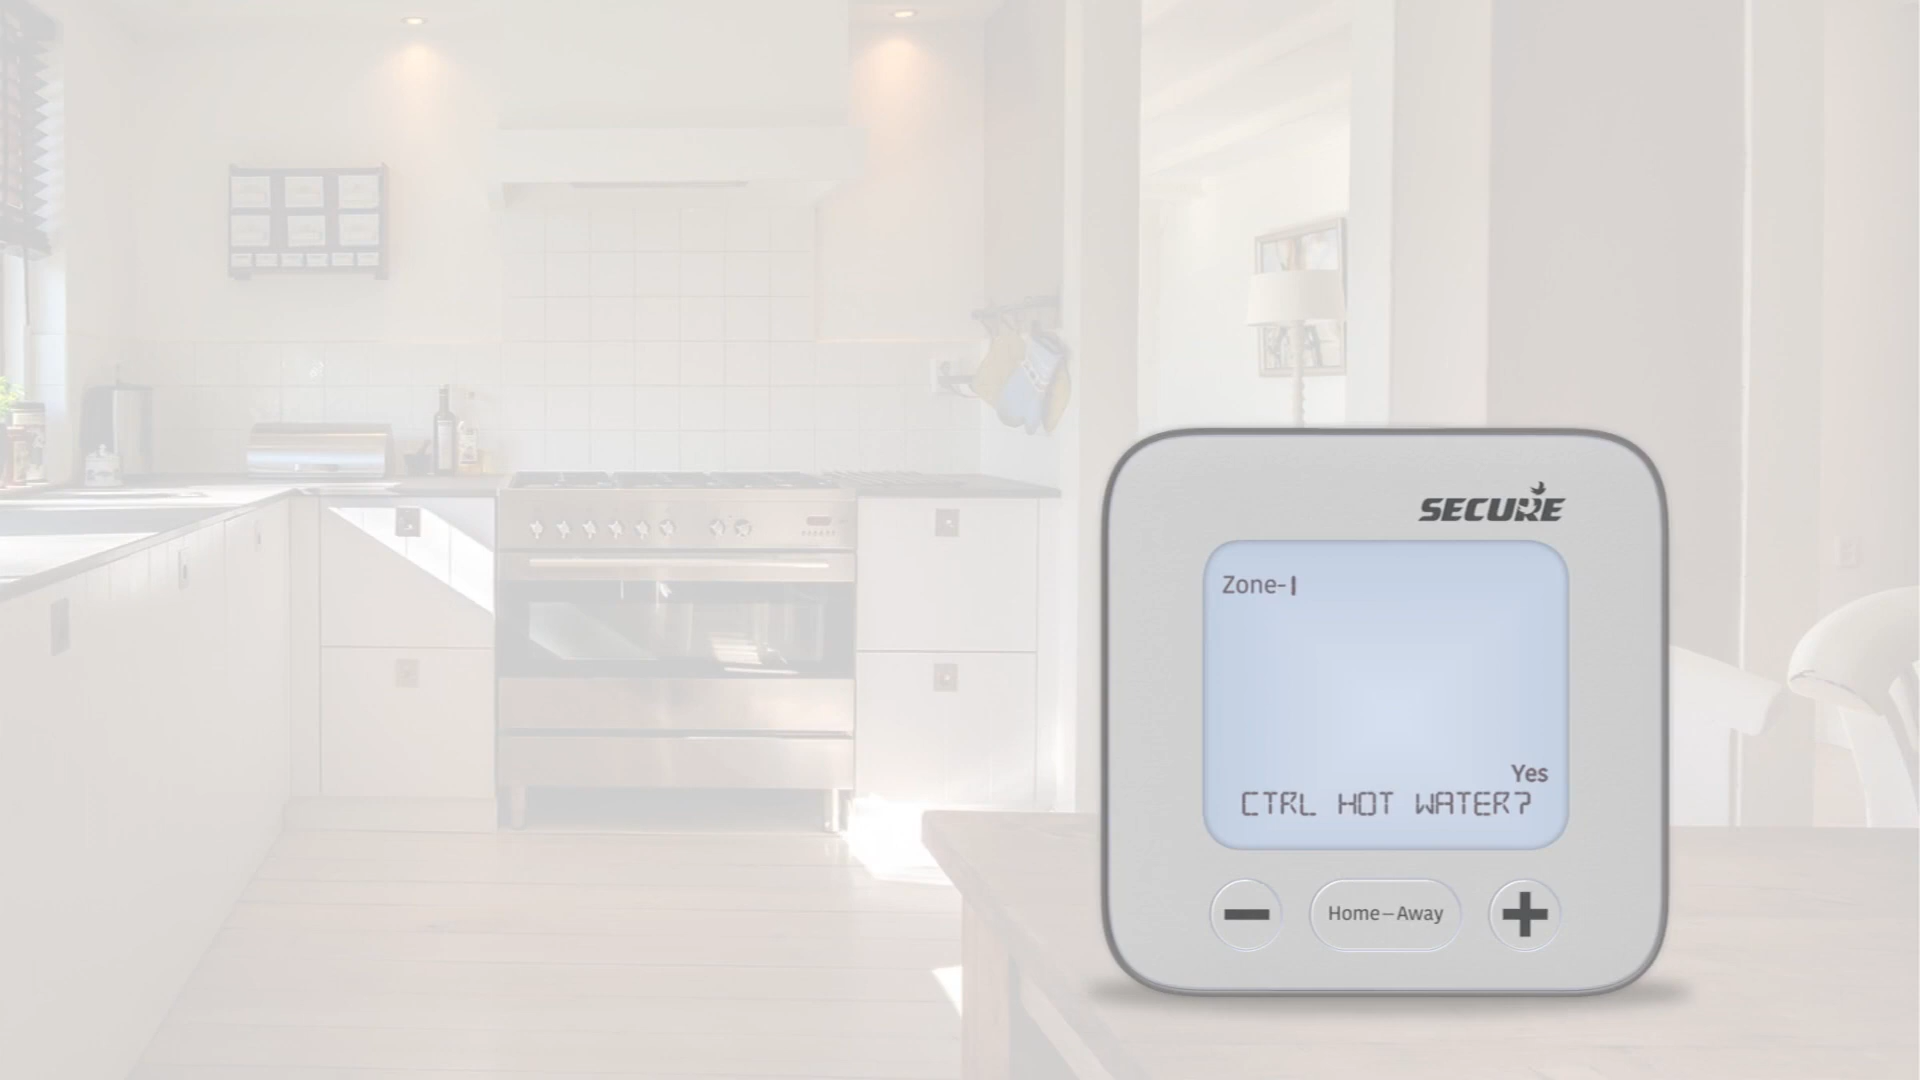 SECURE
Zone-1
Yes
CTRL HOT WATER?
Home–Away